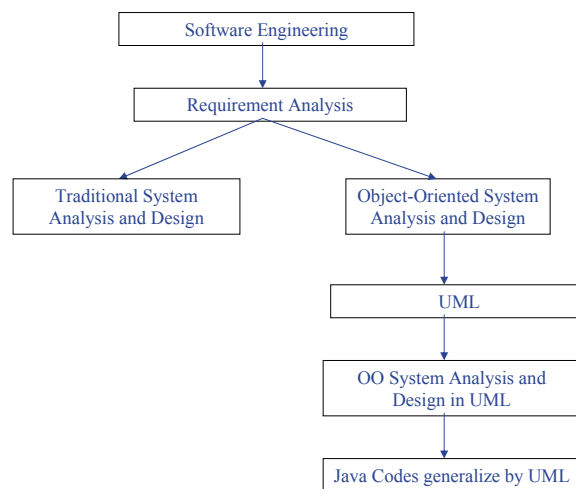 Software Engineering
Requirement Analysis
Traditional System
Analysis and Design
Object-Oriented System
Analysis and Design
UML
OO System Analysis and
Design in UML
Java Codes generalize by UML